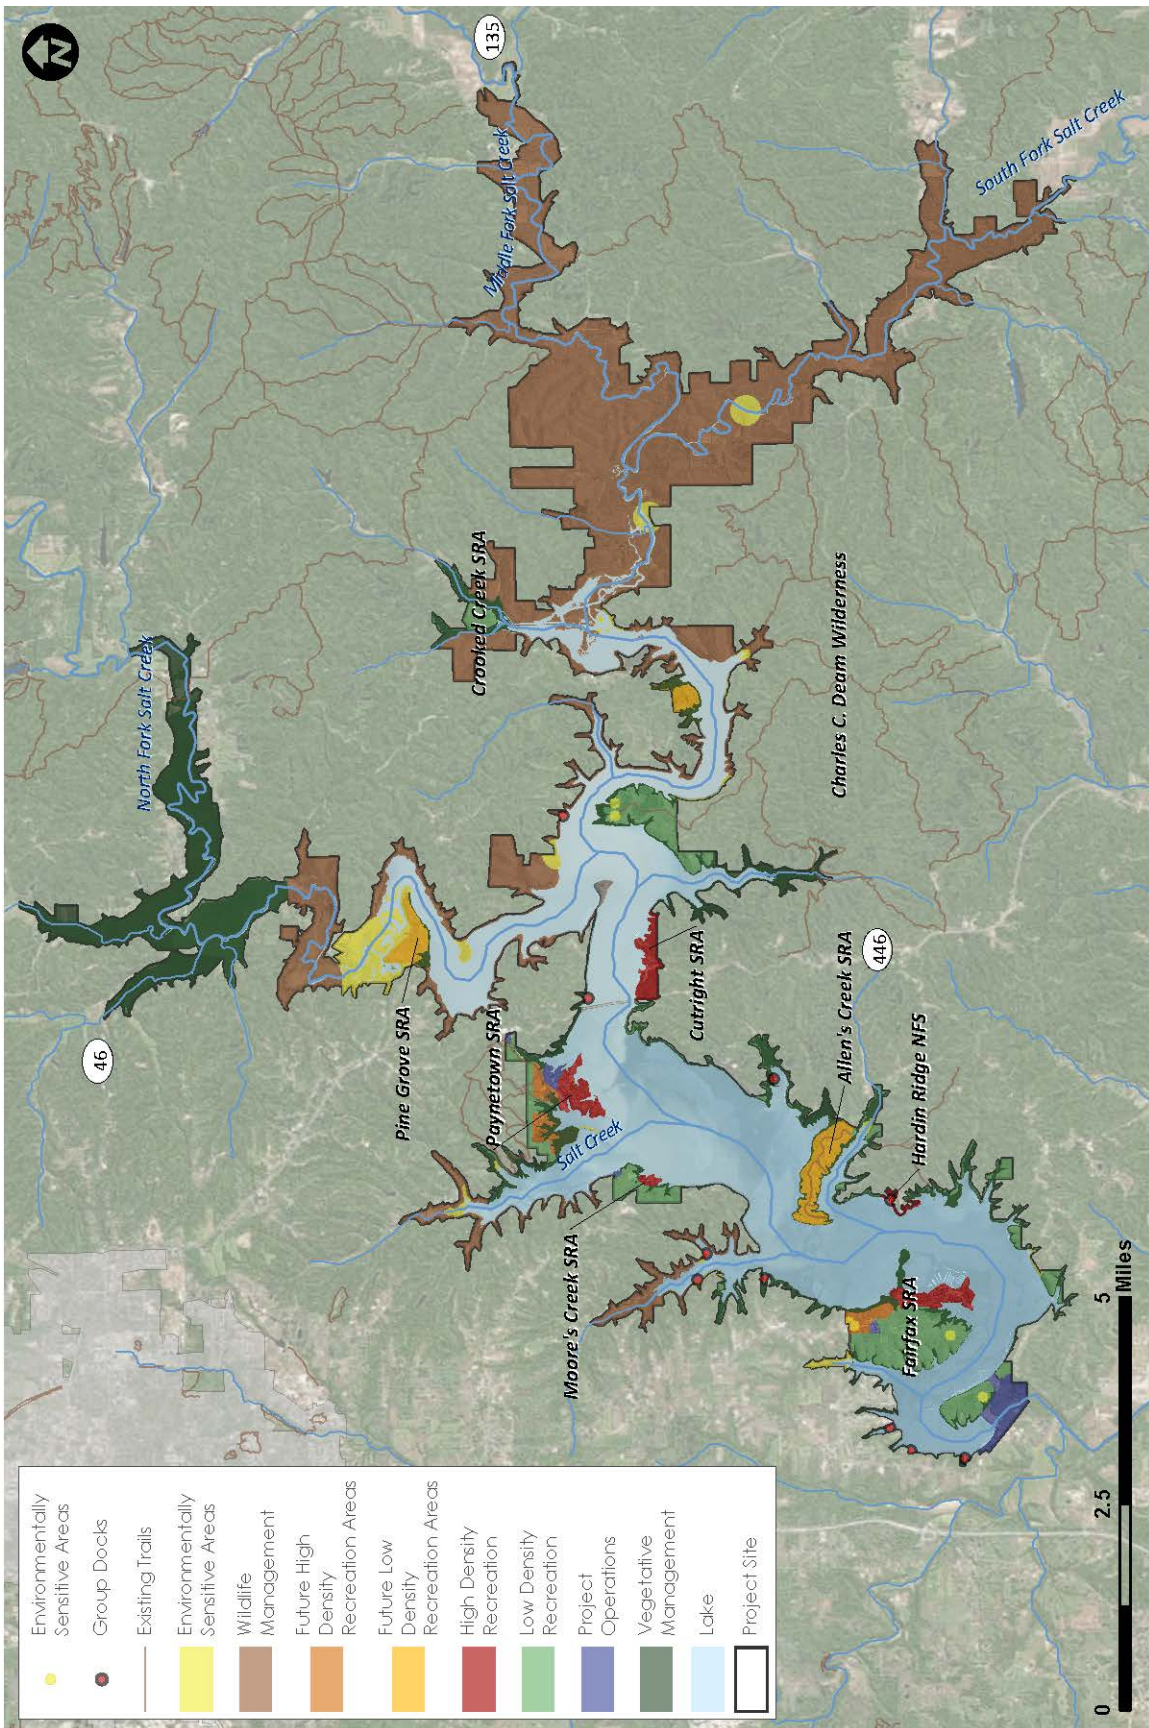 N
135
Middle Fork Salt Creek
South Fork Salt Creek
North Fork Salt Creek
Crooked Creek SRA
Charles C. Deam Wilderness
46
Pine Grove SRA
Paynetown SRA
Cutright SRA
446
Allen's Creek SRA
Salt Creek
Hardin Ridge NFS
Moore's Creek SRA
Fairfax SRA
Environmentally
Sensitive Areas
Group Docks
Existing Trails
Environmentally
Sensitive Areas
Wildlife
Management
Future High
Density
Recreation Areas
Future Low
Density
Recreation Areas
High Density
Recreation
Low Density
Recreation
Project
Operations
Vegetative
Management
Lake
Project Site
0
2.5
5
Miles